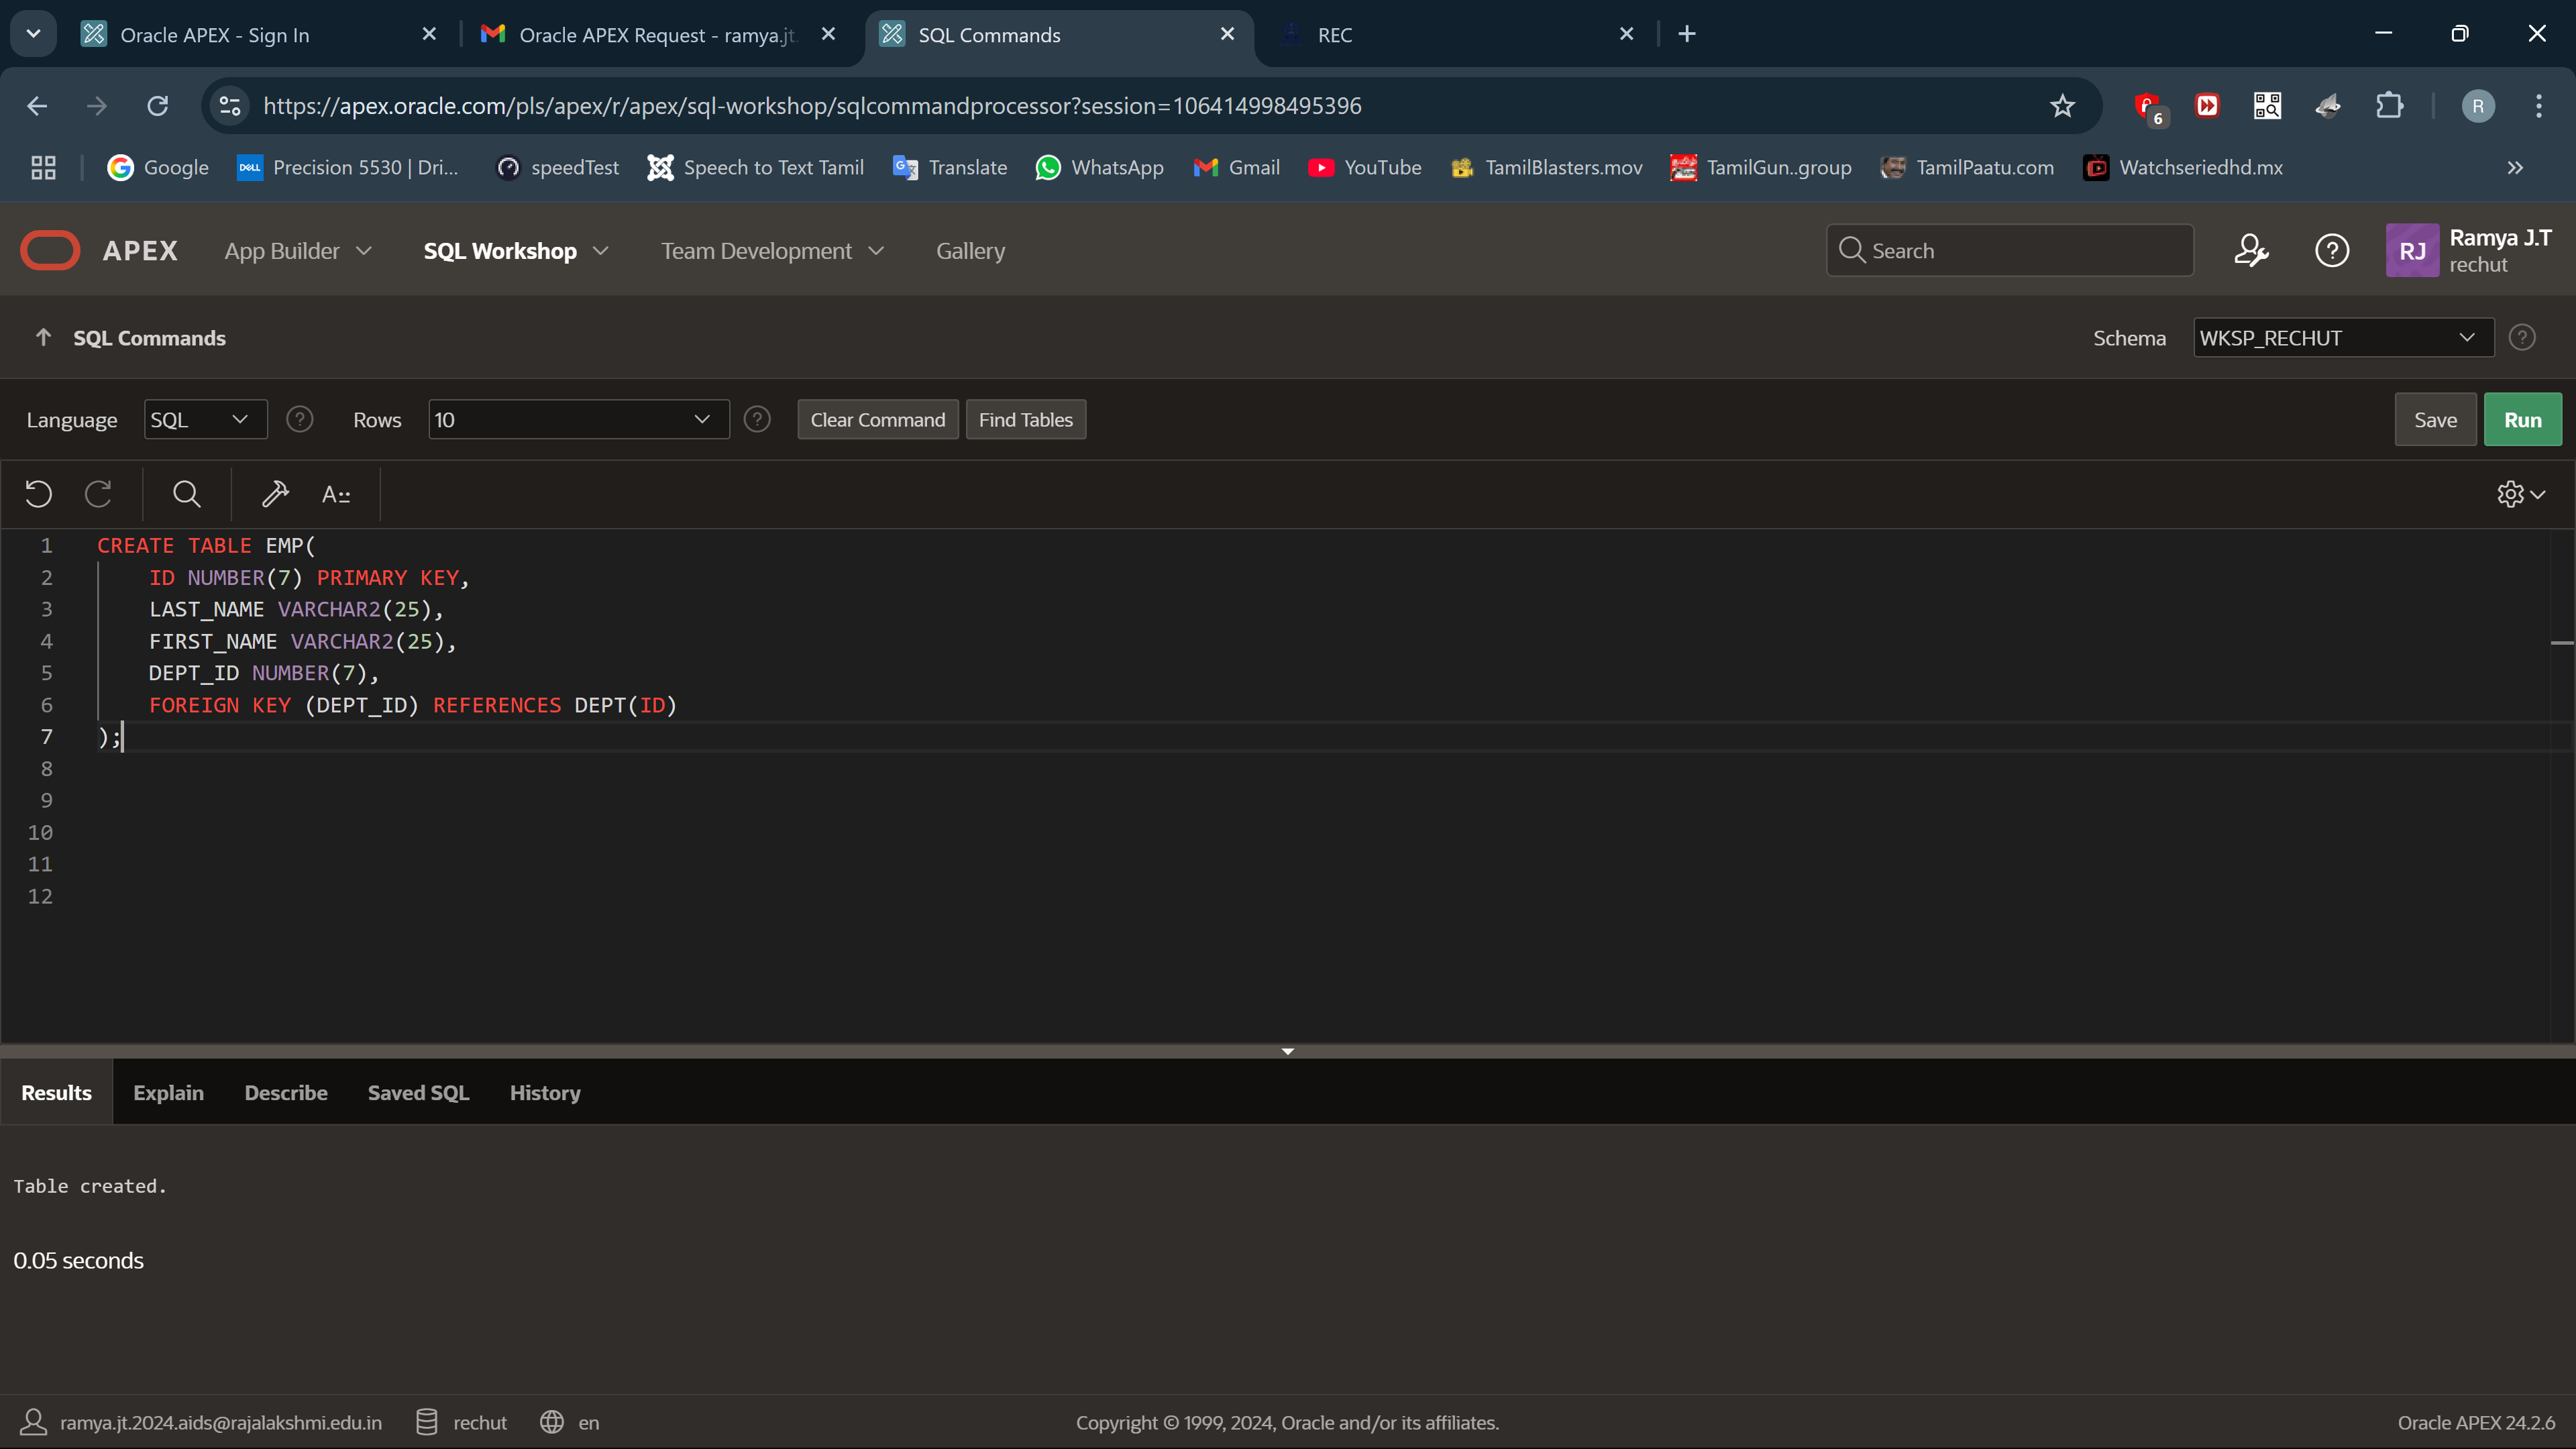 Oracle APEX - Sign In
Oracle APEX Request - ramya.jt.
SQL Commands
REC
https://apex.oracle.com/pls/apex/r/apex/sql-workshop/sqlcommandprocessor?session=106414998495396
6
R
Google
DELL
Precision 5530 | Dri...
speedTest
Speech to Text Tamil
Translate
WhatsApp
Gmail
YouTube
TamilBlasters.mov
TamilGun..group
TamilPaatu.com
Watchseriedhd.mx
APEX
App Builder
SQL Workshop
Team Development
Gallery
Search
RJ
Ramya J.T
rechut
SQL Commands
Schema
WKSP_RECHUT
Language
SQL
Rows
10
Clear Command
Find Tables
Save
Run
1 CREATE TABLE EMP(
2 ID NUMBER(7) PRIMARY KEY,
3 LAST_NAME VARCHAR2(25),
4 FIRST_NAME VARCHAR2(25),
5 DEPT_ID NUMBER(7),
6 FOREIGN KEY (DEPT_ID) REFERENCES DEPT(ID)
7 );
8
9
10
11
12
Results
Explain
Describe
Saved SQL
History
Table created.
0.05 seconds
ramya.jt.2024.aids@rajalakshmi.edu.in
rechut
en
Copyright © 1999, 2024, Oracle and/or its affiliates.
Oracle APEX 24.2.6